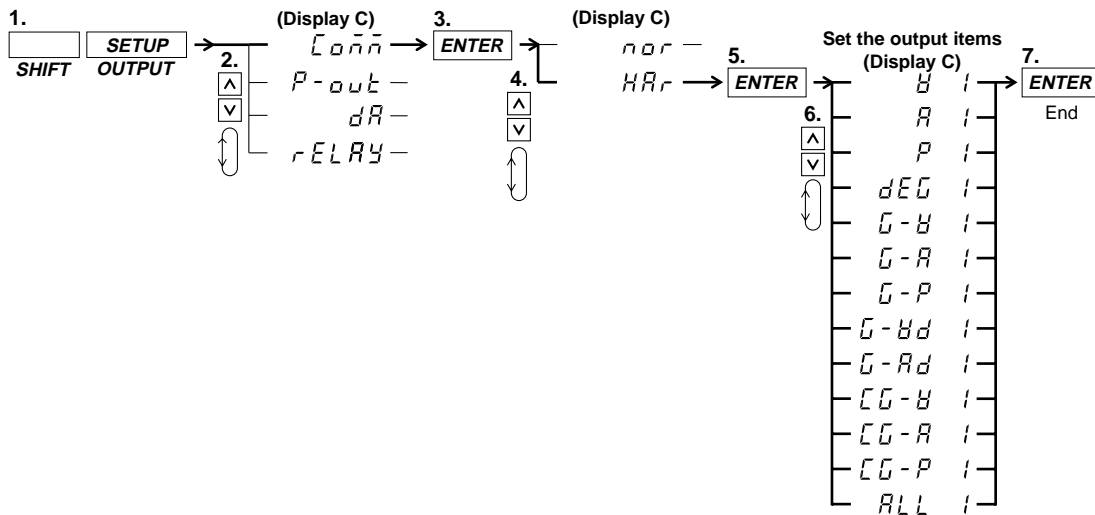 1.
SHIFT
SETUP
OUTPUT
2.
(Display C)
Comm
P-out
dA
rELAY
3.
ENTER
4.
(Display C)
nor
HAr
5.
ENTER
6.
Set the output items
(Display C)
V 1
A 1
P 1
dEG 1
G-V 1
G-A 1
G-P 1
G-Vd 1
G-Ad 1
CG-V 1
CG-A 1
CG-P 1
ALL 1
7.
ENTER
End